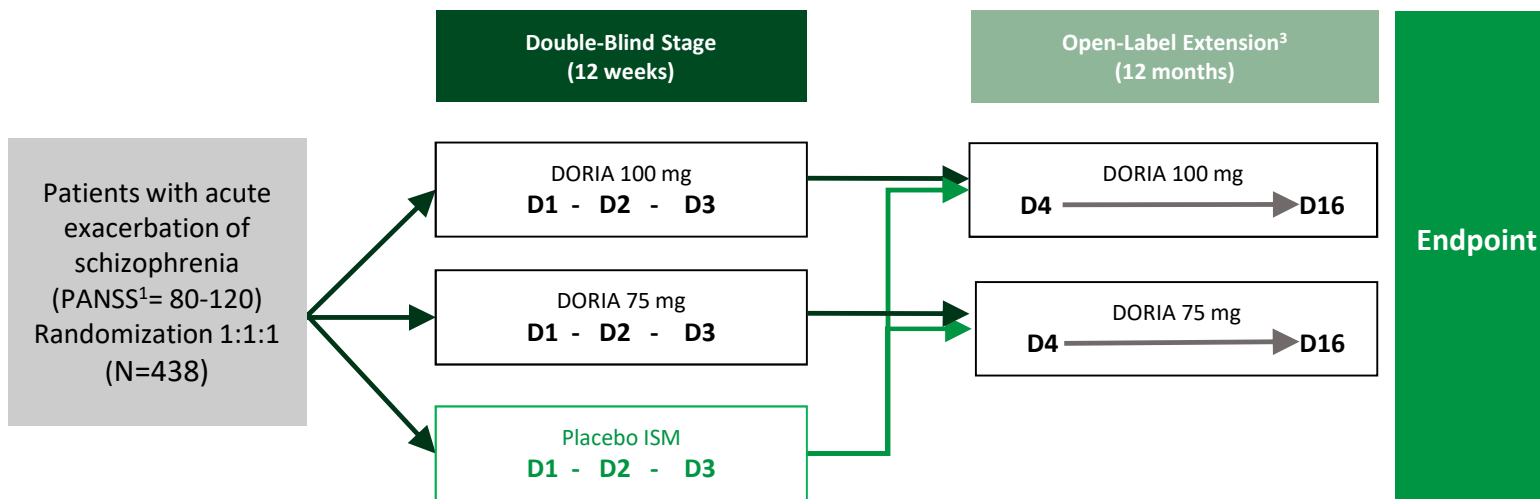 Double-Blind Stage
(12 weeks)
Open-Label Extension³
(12 months)
Patients with acute
exacerbation of
schizophrenia
(PANSS¹= 80-120)
Randomization 1:1:1
(N=438)
DORIA 100 mg
D1 - D2 - D3
DORIA 100 mg
D4 D16
DORIA 75 mg
D1 - D2 - D3
DORIA 75 mg
D4 D16
Placebo ISM
D1 - D2 - D3
Endpoint